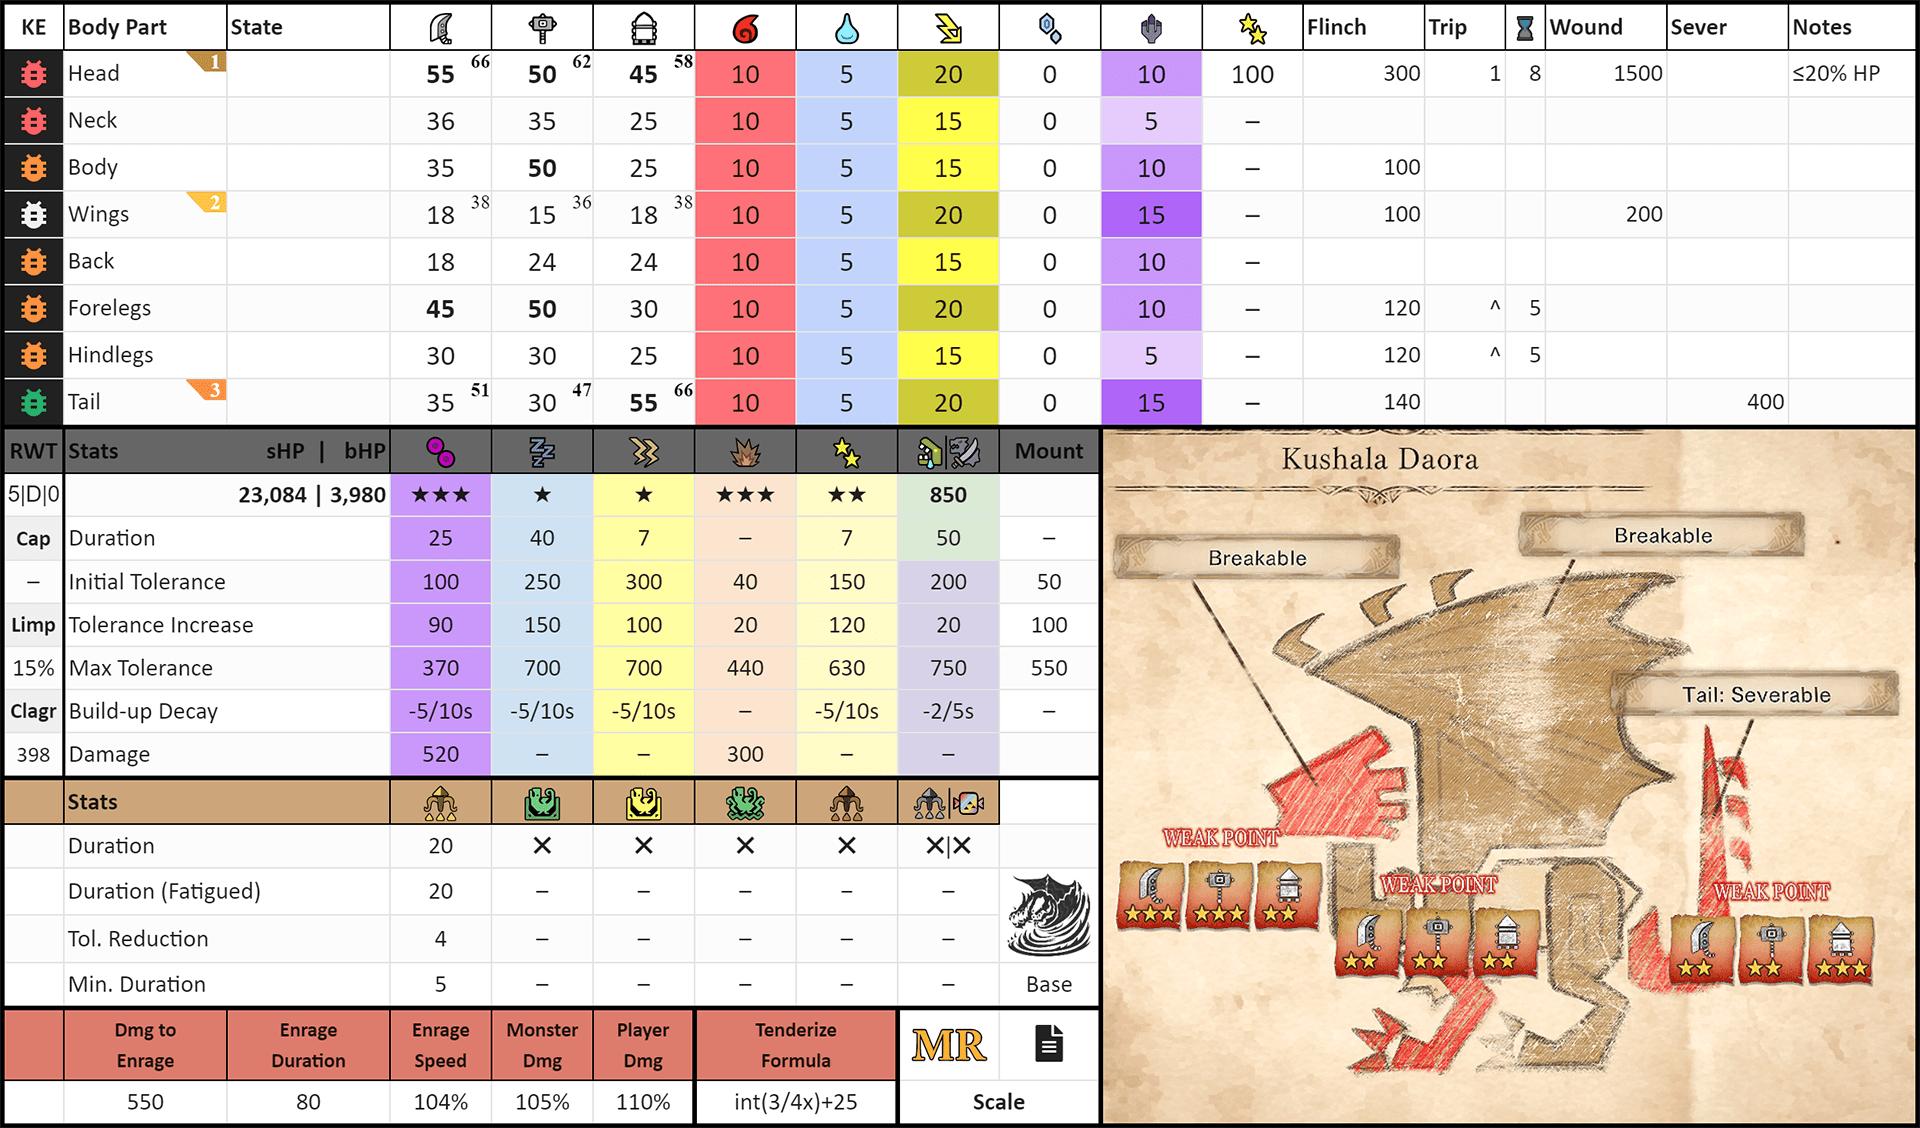 KE Body Part State Flinch Trip Wound Sever Notes
Head 1 55 66 50 62 45 58 10 5 20 0 10 100 300 1 8 1500 ≤20% HP
Neck 36 35 25 10 5 15 0 5 –
Body 35 50 25 10 5 15 0 10 – 100
Wings 2 18 38 15 36 18 38 10 5 20 0 15 – 100 200
Back 18 24 24 10 5 15 0 10 –
Forelegs 45 50 30 10 5 20 0 10 – 120 ^ 5
Hindlegs 30 30 25 10 5 15 0 5 – 120 ^ 5
Tail 3 35 51 30 47 55 66 10 5 20 0 15 – 140 400
RWT Stats sHP | bHP Mount
5|D|0 23,084 | 3,980 ★★★ ★ ★ ★★★ ★★ 850
Cap Duration 25 40 7 – 7 50 –
– Initial Tolerance 100 250 300 40 150 200 50
Limp Tolerance Increase 90 150 100 20 120 20 100
15% Max Tolerance 370 700 700 440 630 750 550
Clagr Build-up Decay -5/10s -5/10s -5/10s – -5/10s -2/5s –
398 Damage 520 – – 300 – –
Stats
Duration 20 ✕ ✕ ✕ ✕ ✕|✕
Duration (Fatigued) 20 – – – – –
Tol. Reduction 4 – – – – –
Min. Duration 5 – – – – – Base
Dmg to Enrage Enrage Monster Player Tenderize
Enrage Duration Speed Dmg Dmg Formula
MR
550 80 104% 105% 110% int(3/4x)+25 Scale
Kushala Daora
Breakable
Breakable
Tail: Severable
WEAK POINT
WEAK POINT
WEAK POINT